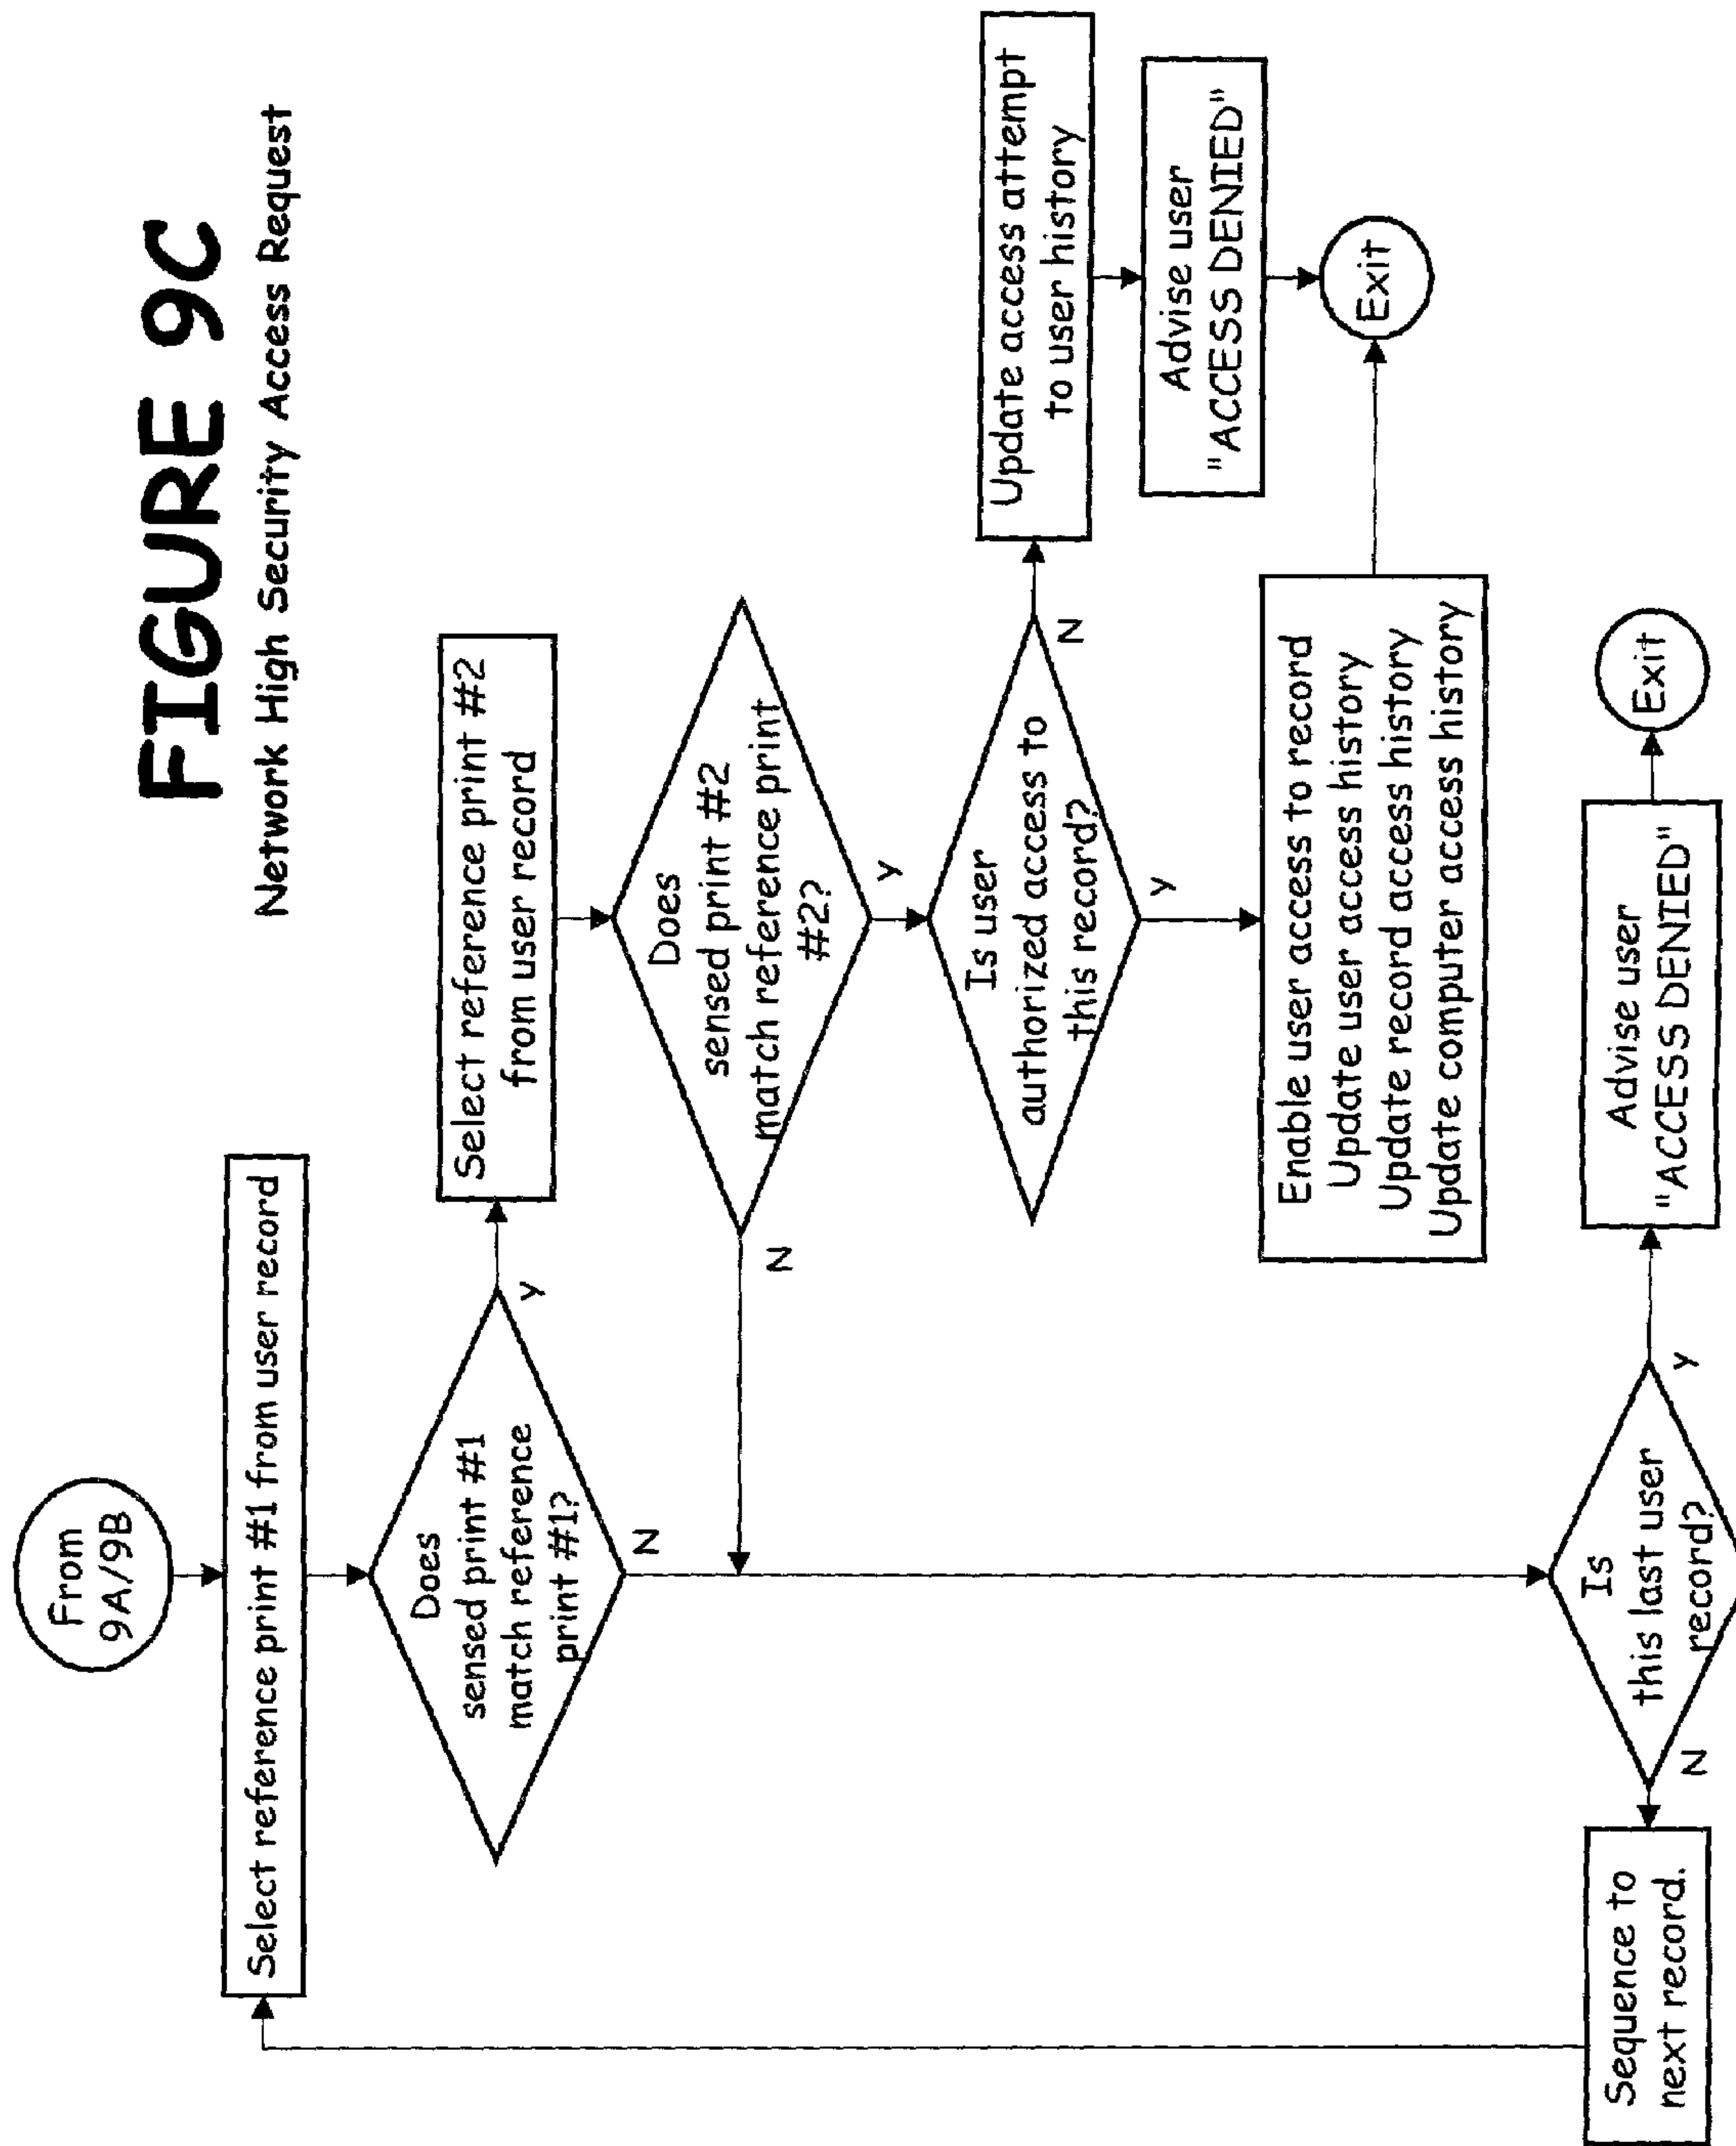 FIGURE 9C
Network High Security Access Request
From
9A/9B
Select reference print #1 from user record
Does
sensed print #1
match reference
print #1?
Y
N
Select reference print #2
from user record
Does
sensed print #2
match reference print
#2?
N
Y
Is user
authorized access to
this record?
N
Y
Update access attempt
to user history
Advise user
"ACCESS DENIED"
Exit
Enable user access to record
Update user access history
Update record access history
Update computer access history
Is
this last user
record?
Y
N
Advise user
"ACCESS DENIED"
Exit
Sequence to
next record.